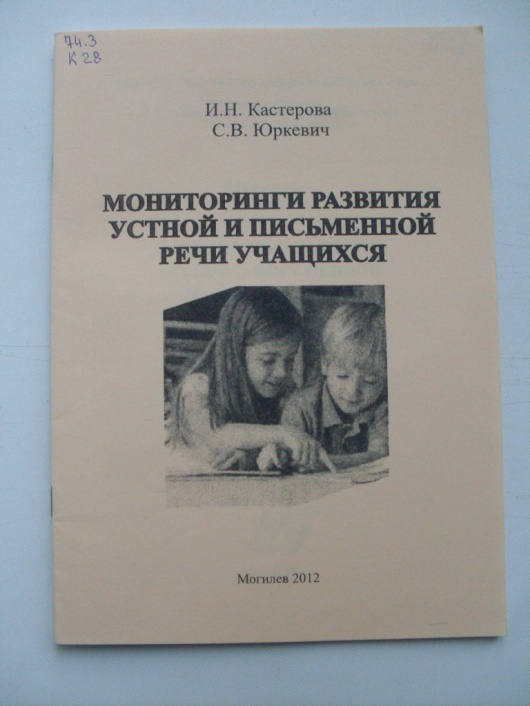 74.3
К 28
И.Н. Кастерова
С.В. Юркевич
МОНИТОРИНГИ РАЗВИТИЯ
УСТНОЙ И ПИСЬМЕННОЙ
РЕЧИ УЧАЩИХСЯ
Могилев 2012